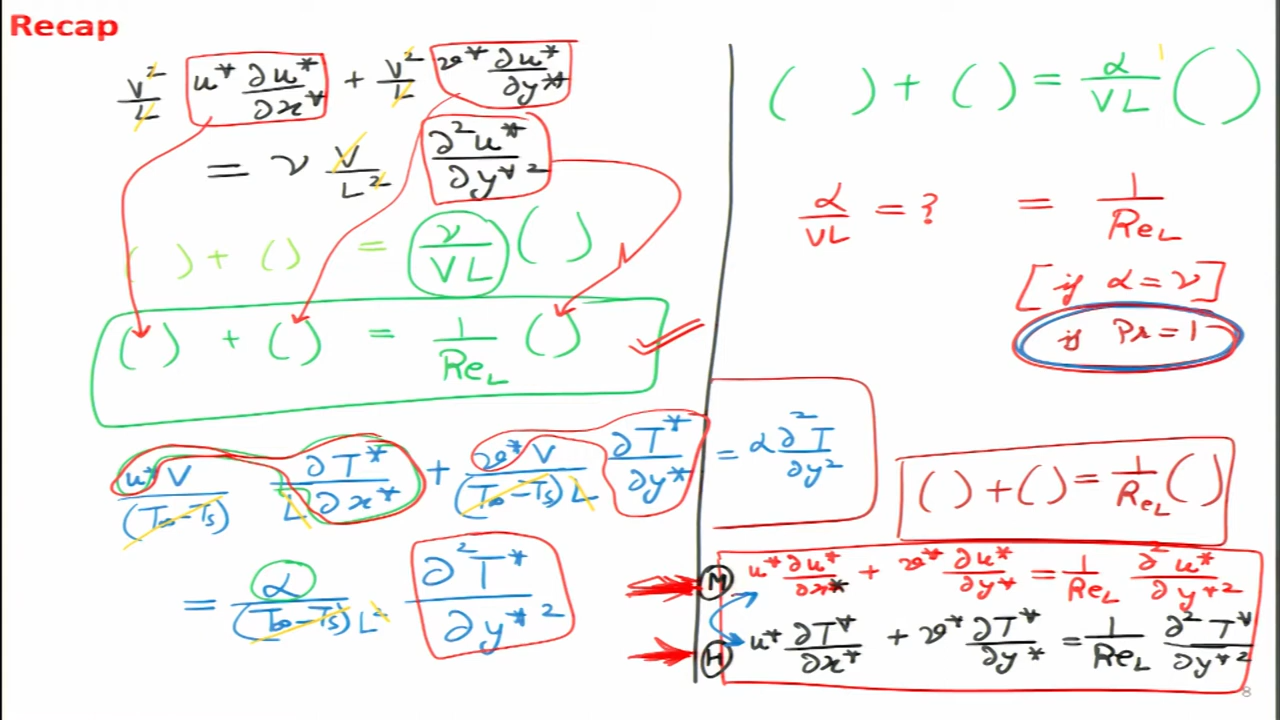 Recap
V²/L u* ∂u*/∂x* + V²/L v* ∂u*/∂y*
= ν V/L² ∂²u*/∂y*²
( ) + ( ) = ν/VL ( )
( ) + ( ) = 1/Re_L ( )
u* V/(T∞-Ts) ∂T*/L ∂x* + v* V/(T∞-Ts) L ∂T*/∂y* = α ∂²T/∂y²
= α/(T∞-Ts) L² ∂²T*/∂y*²
( ) + ( ) = α/VL ( )
α/VL = ? = 1/Re_L
[if α = ν]
if Pr = 1
( ) + ( ) = 1/Re_L ( )
M u* ∂u*/∂x* + v* ∂u*/∂y* = 1/Re_L ∂²u*/∂y*²
H u* ∂T*/∂x* + v* ∂T*/∂y* = 1/Re_L ∂²T*/∂y*²
8